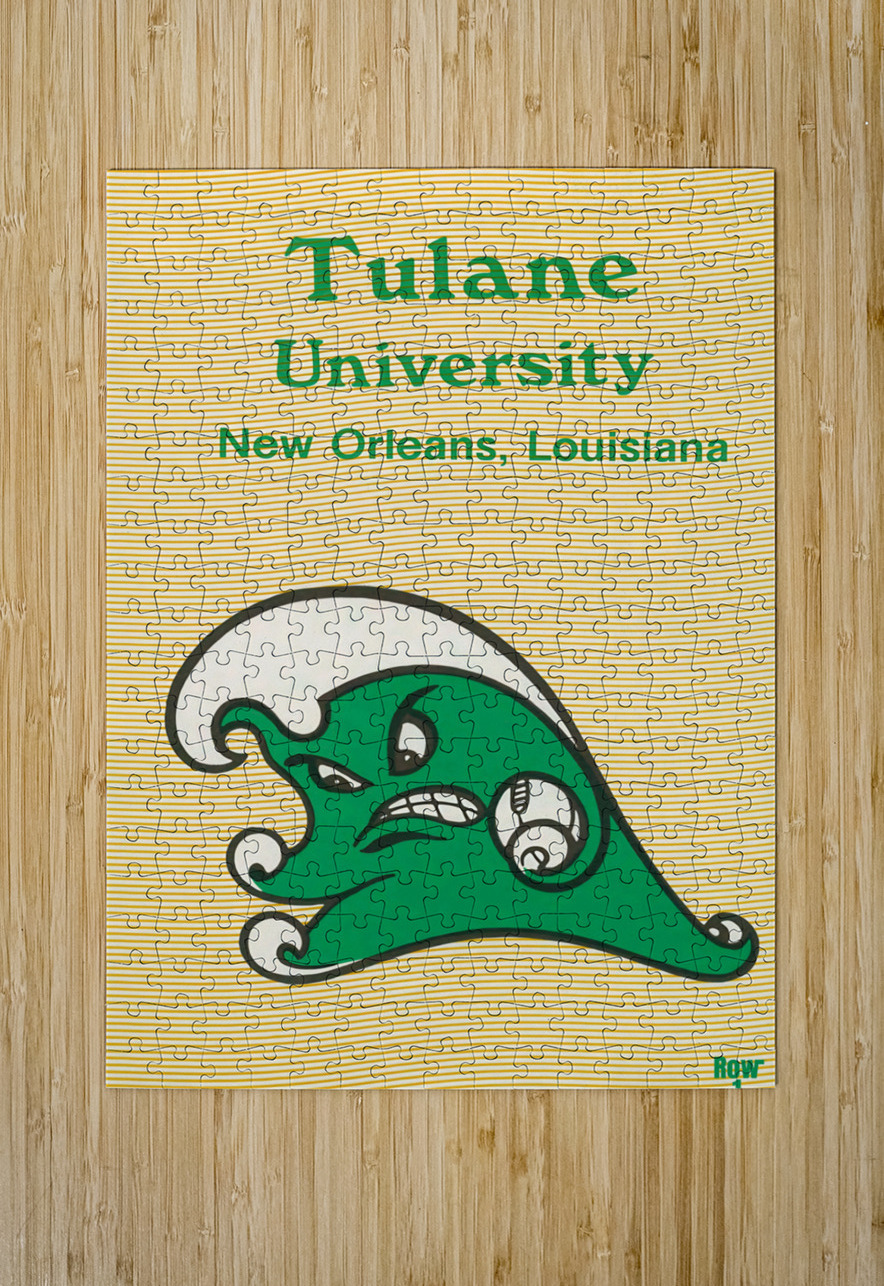 Tulane
University
New Orleans, Louisiana
Row
1